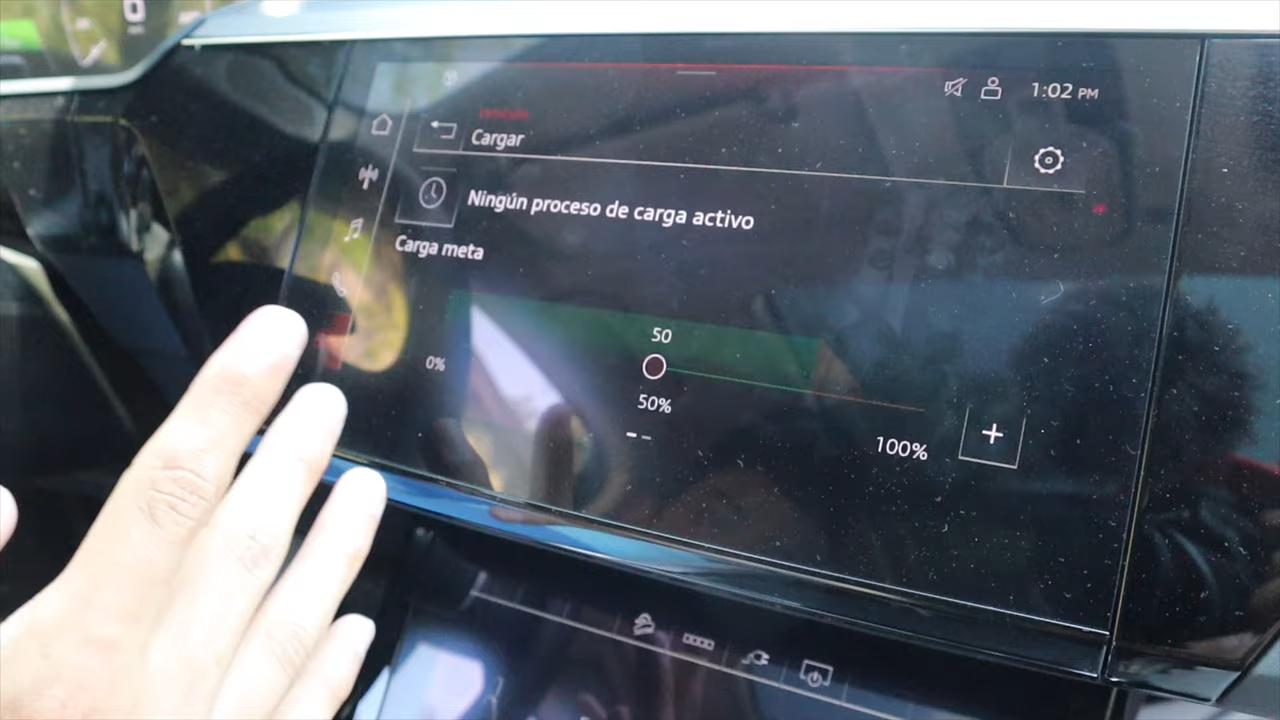 1:02 PM
Cargar
Ningún proceso de carga activo
Carga meta
50
0%
50%
100%
+